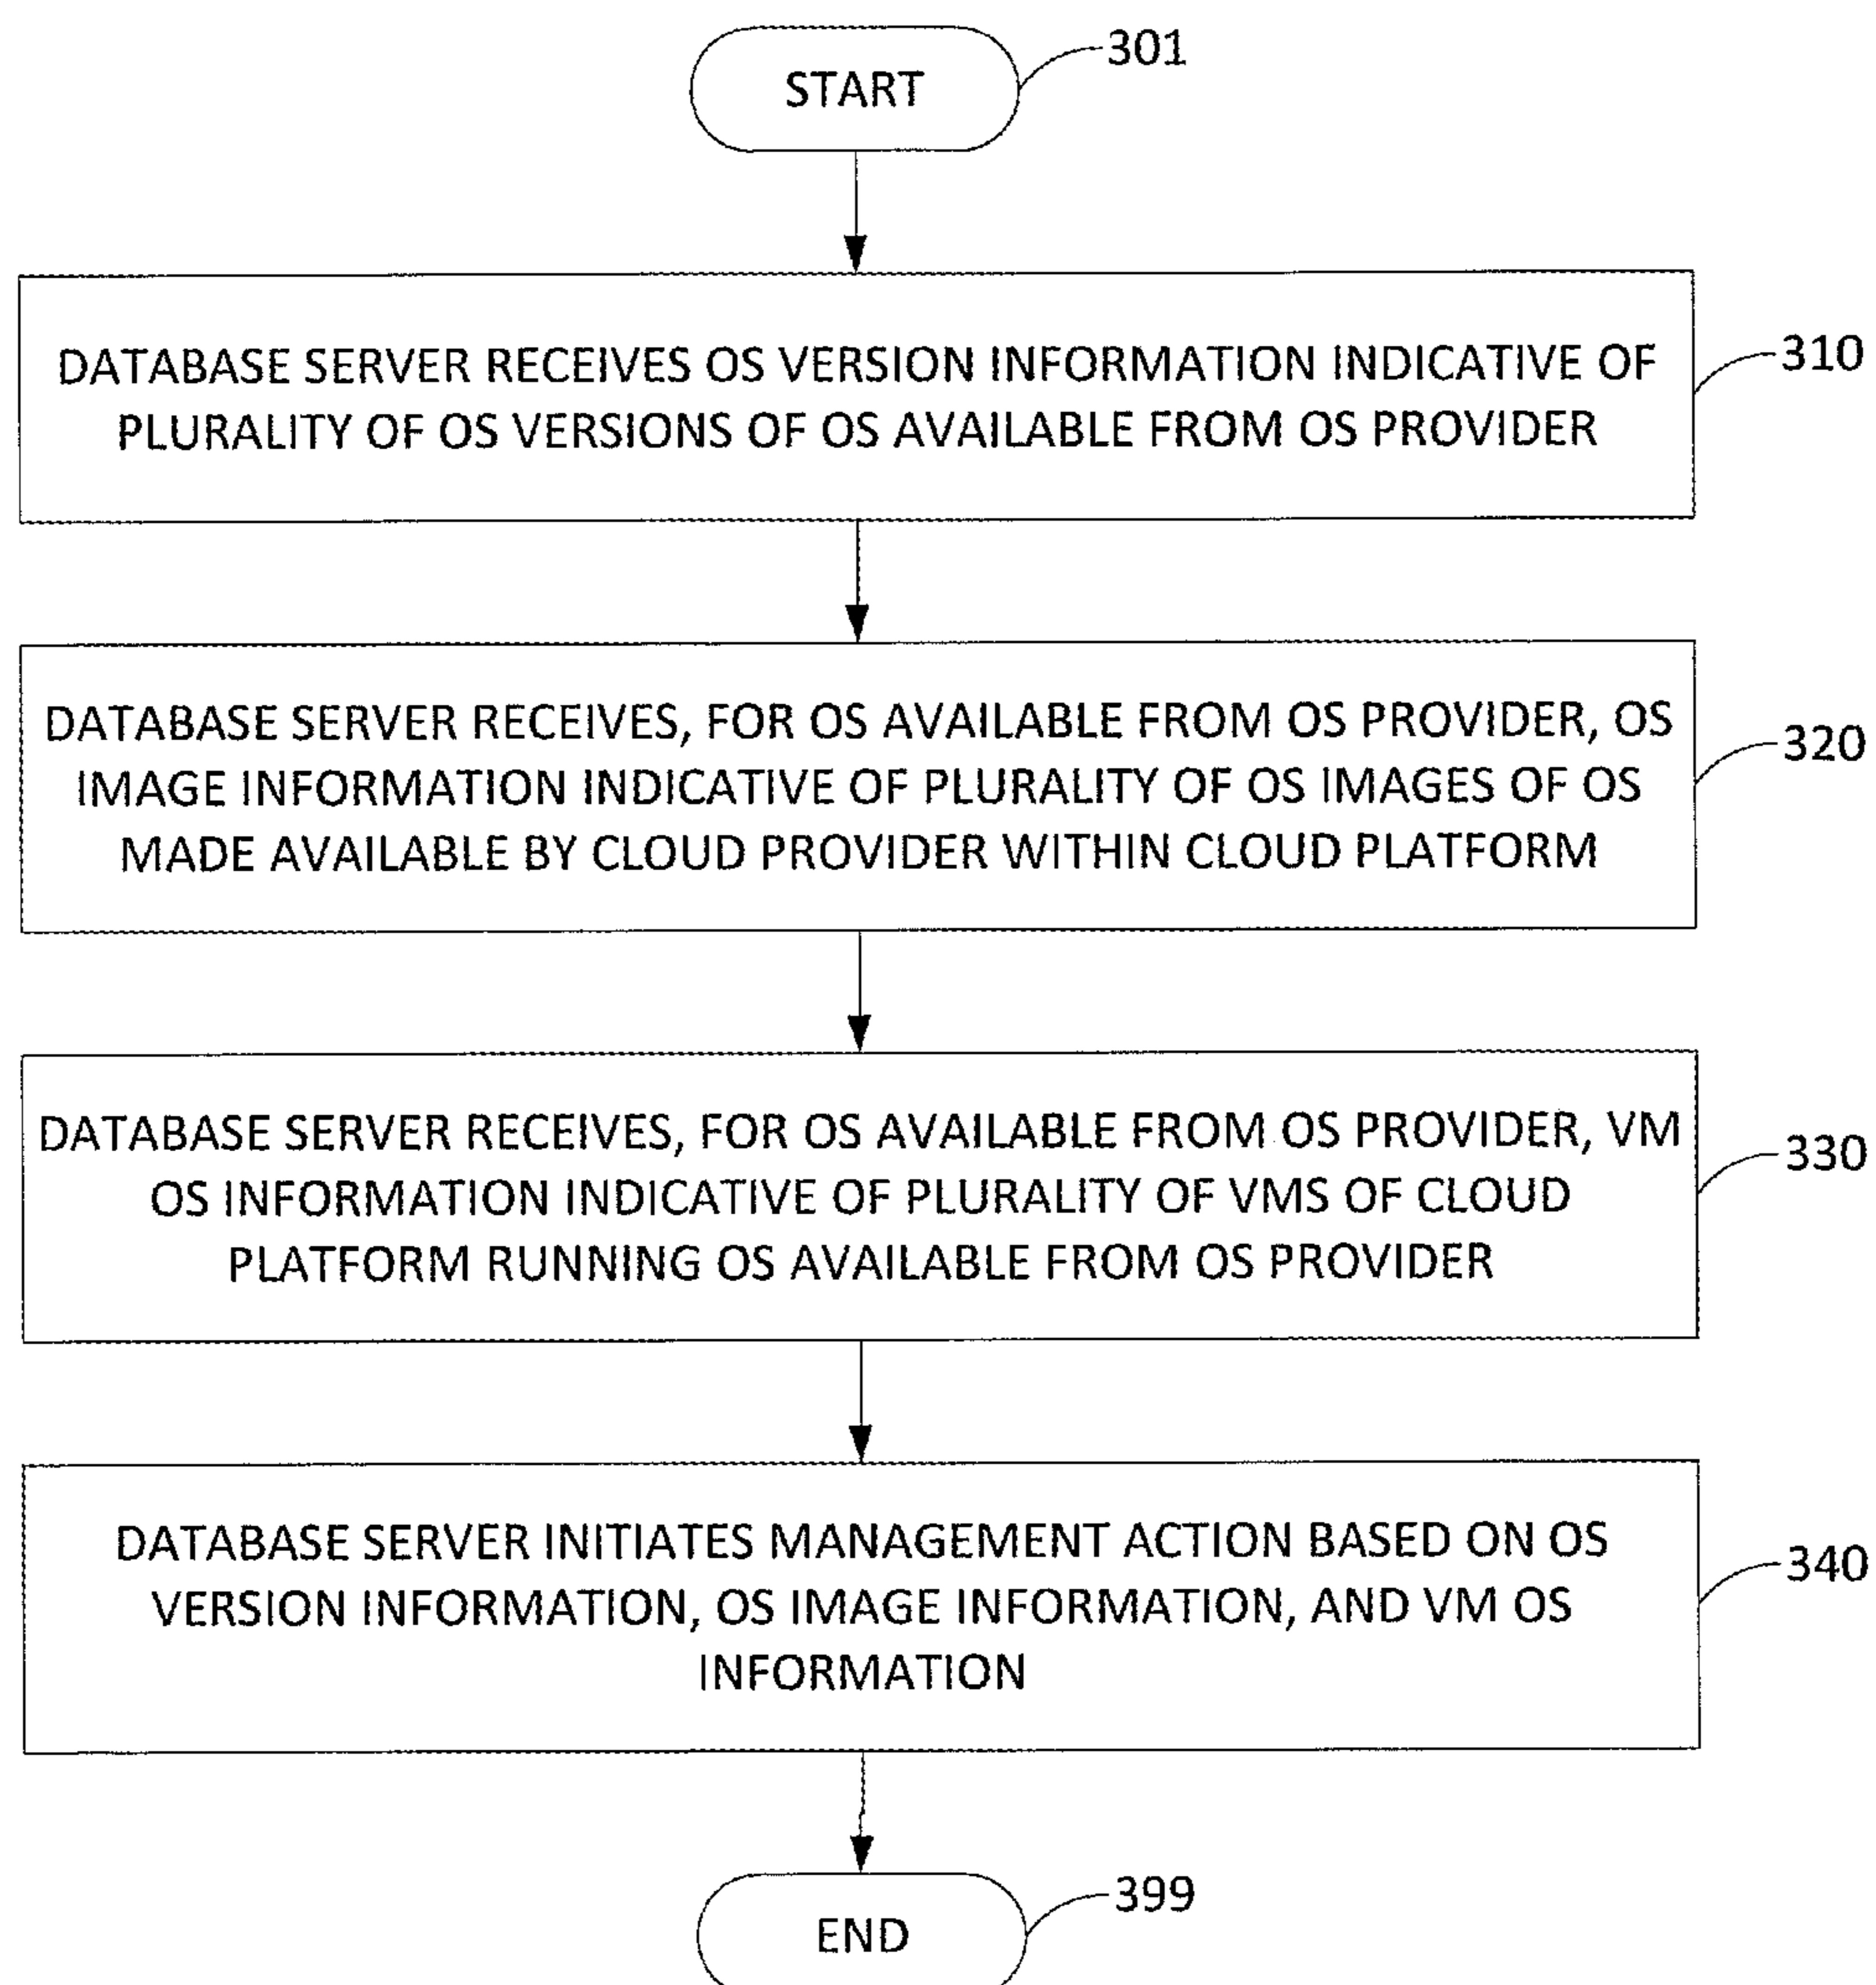 START
301
DATABASE SERVER RECEIVES OS VERSION INFORMATION INDICATIVE OF
PLURALITY OF OS VERSIONS OF OS AVAILABLE FROM OS PROVIDER
310
DATABASE SERVER RECEIVES, FOR OS AVAILABLE FROM OS PROVIDER, OS
IMAGE INFORMATION INDICATIVE OF PLURALITY OF OS IMAGES OF OS
MADE AVAILABLE BY CLOUD PROVIDER WITHIN CLOUD PLATFORM
320
DATABASE SERVER RECEIVES, FOR OS AVAILABLE FROM OS PROVIDER, VM
OS INFORMATION INDICATIVE OF PLURALITY OF VMS OF CLOUD
PLATFORM RUNNING OS AVAILABLE FROM OS PROVIDER
330
DATABASE SERVER INITIATES MANAGEMENT ACTION BASED ON OS
VERSION INFORMATION, OS IMAGE INFORMATION, AND VM OS
INFORMATION
340
END
399